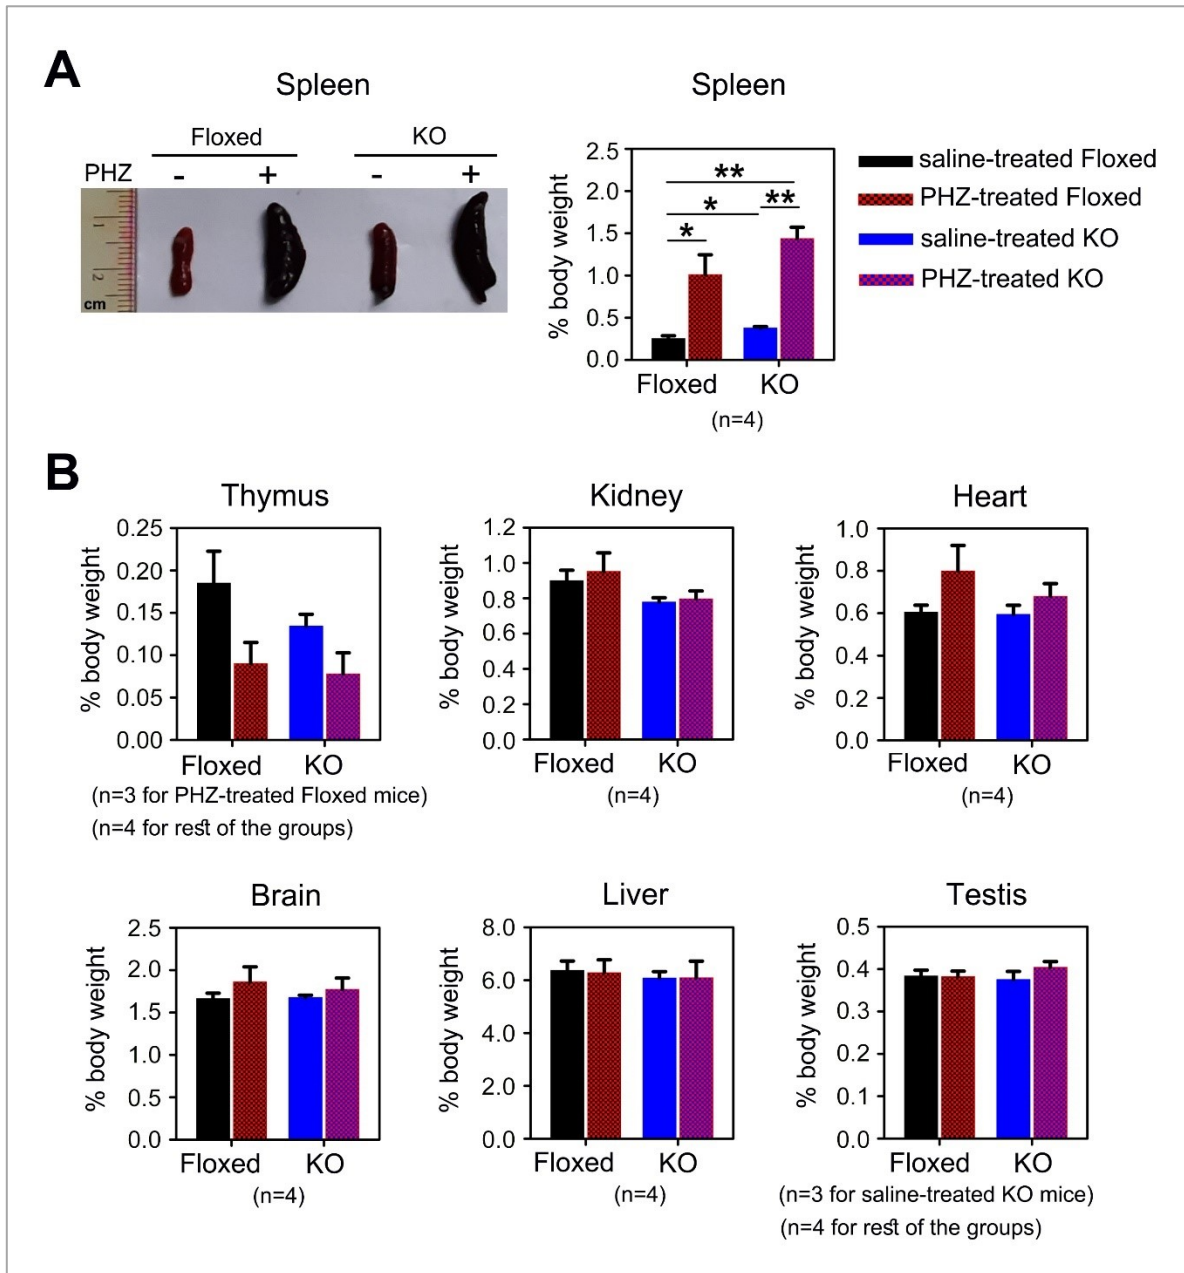 A
Spleen
Floxed KO
PHZ - + - +
1
2
cm
Spleen
% body weight
2.5
2.0
1.5
1.0
0.5
0.0
**
* **
*
Floxed KO
(n=4)
saline-treated Floxed
PHZ-treated Floxed
saline-treated KO
PHZ-treated KO
B
Thymus
% body weight
0.25
0.20
0.15
0.10
0.05
0.00
Floxed KO
(n=3 for PHZ-treated Floxed mice)
(n=4 for rest of the groups)
Kidney
% body weight
1.2
1.0
0.8
0.6
0.4
0.2
0.0
Floxed KO
(n=4)
Heart
% body weight
1.0
0.8
0.6
0.4
0.2
0.0
Floxed KO
(n=4)
Brain
% body weight
2.5
2.0
1.5
1.0
0.5
0.0
Floxed KO
(n=4)
Liver
% body weight
8.0
6.0
4.0
2.0
0.0
Floxed KO
(n=4)
Testis
% body weight
0.5
0.4
0.3
0.2
0.1
0.0
Floxed KO
(n=3 for saline-treated KO mice)
(n=4 for rest of the groups)